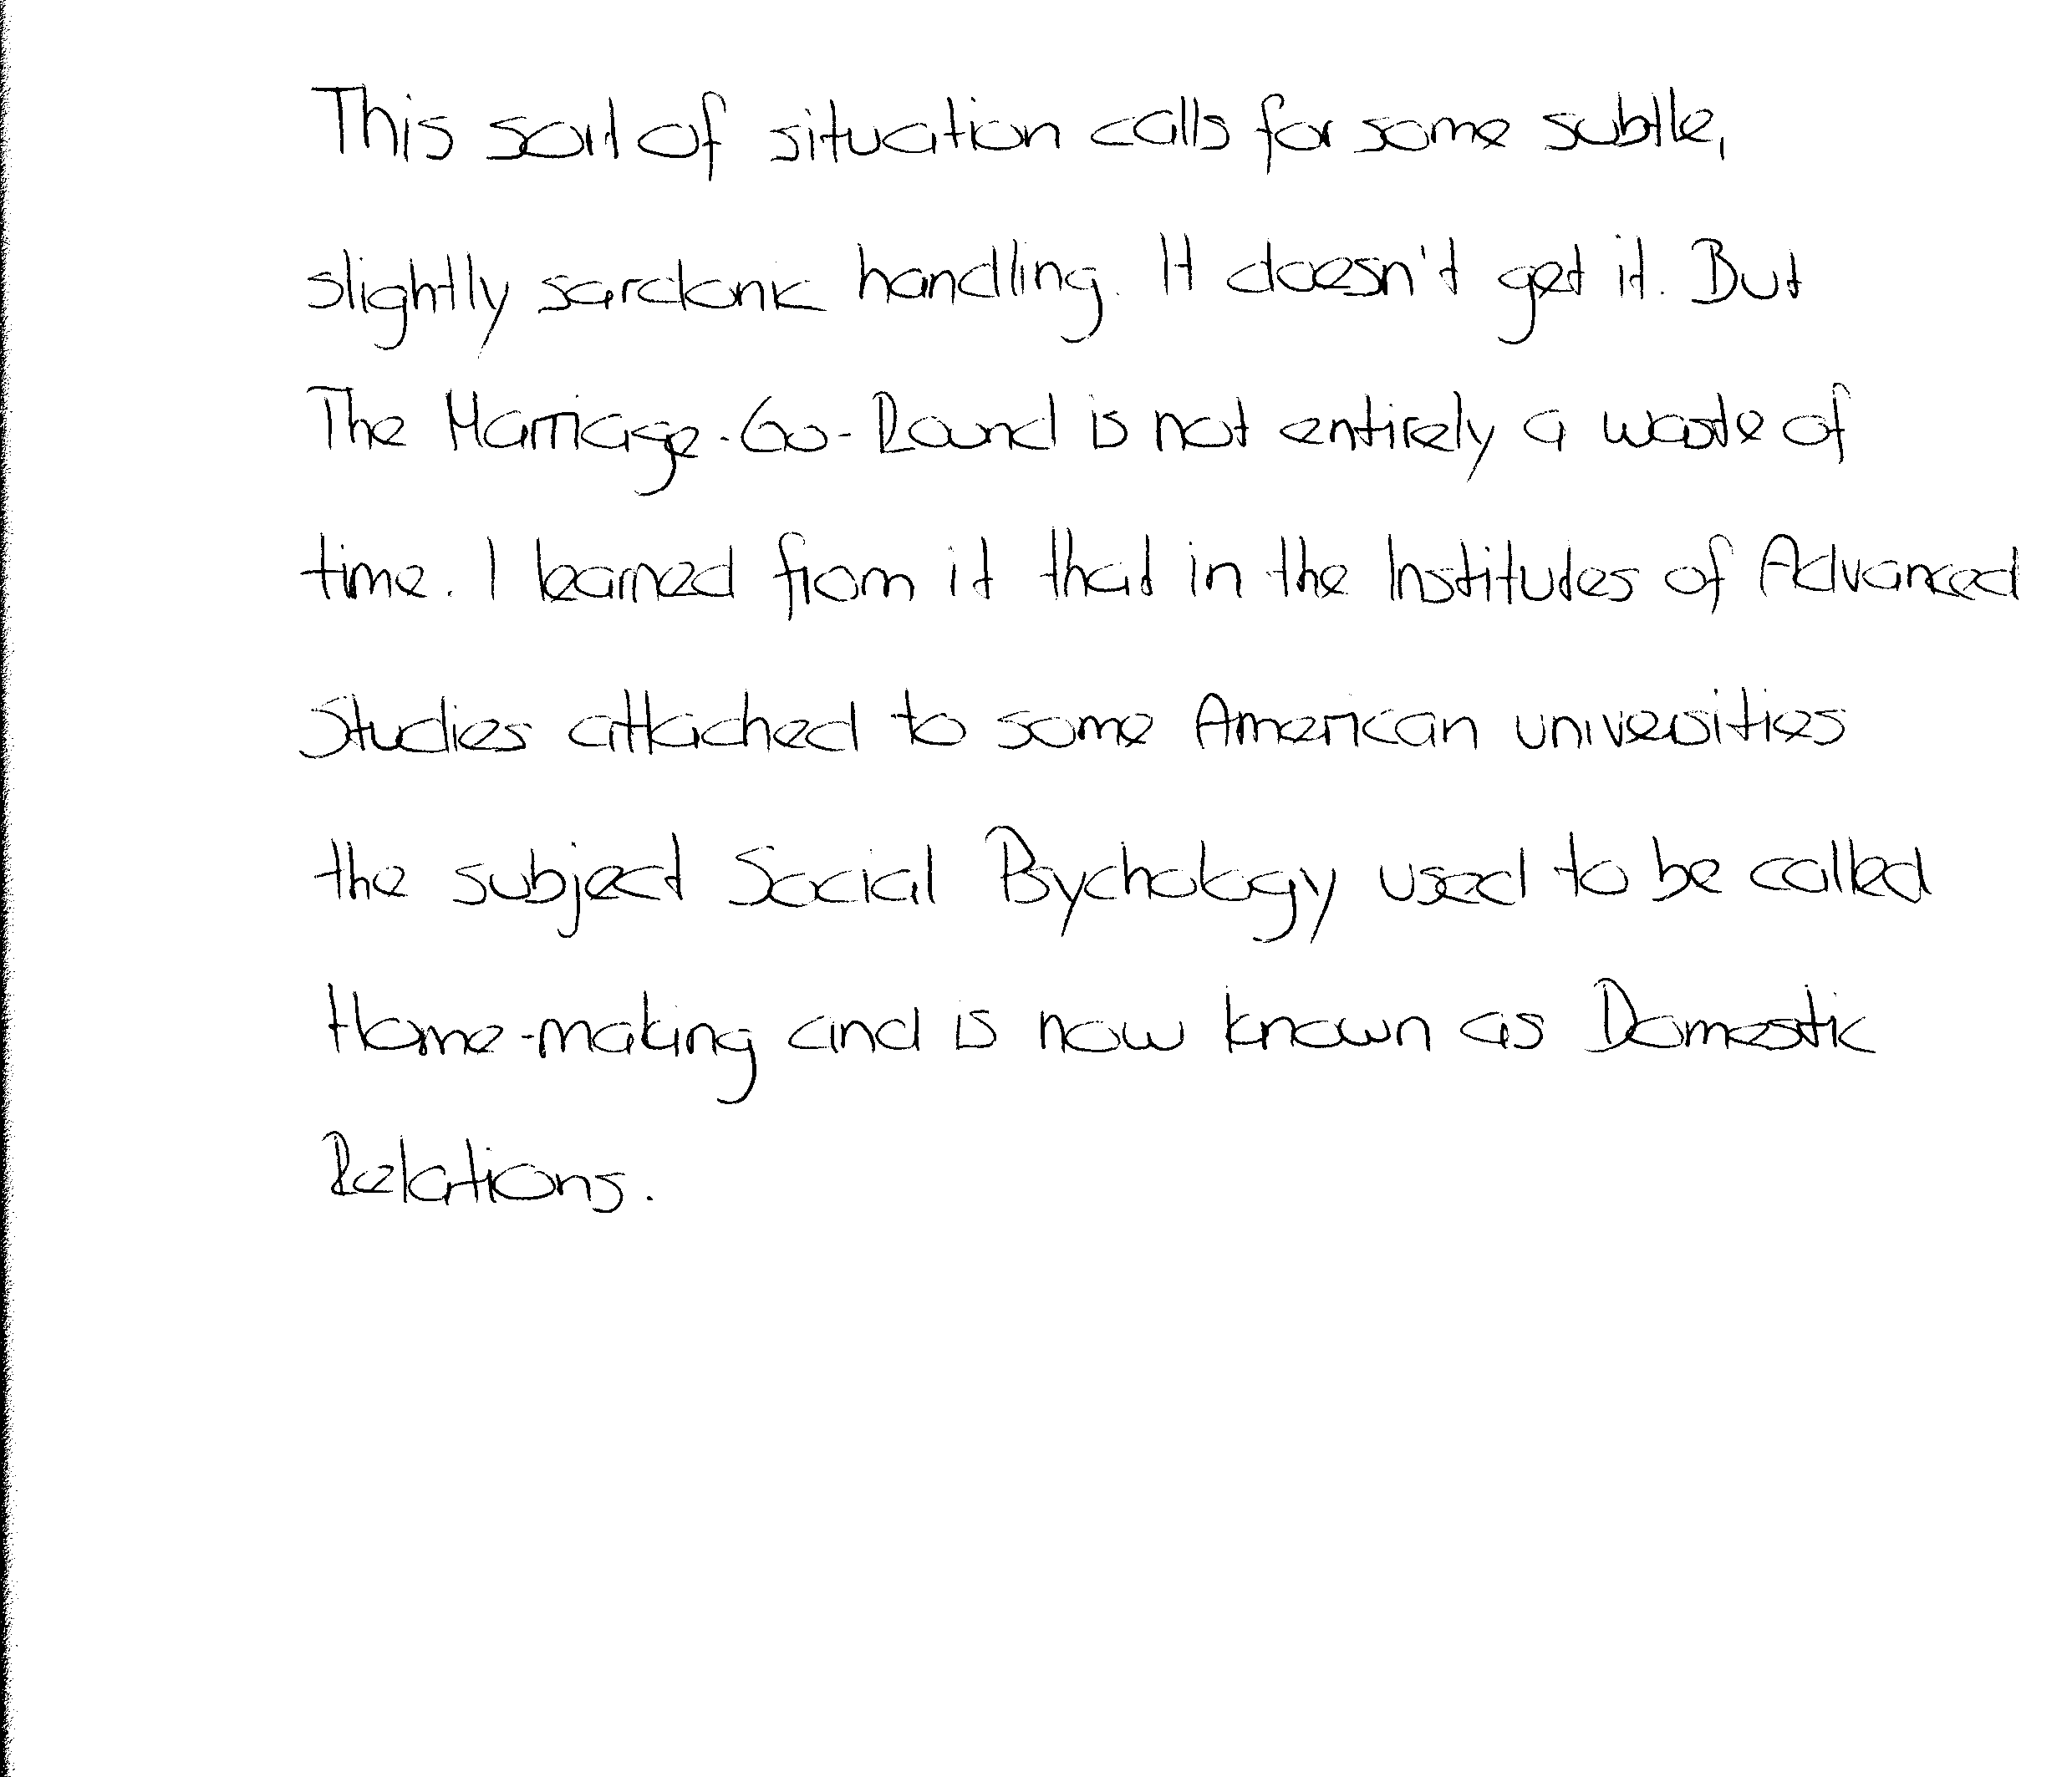 This sort of situation calls for some subtle,
slightly sardonic handling. It doesn't get it. But
The Marriage-Go-Round is not entirely a waste of
time. I learned from it that in the Institutes of Advanced
Studies attached to some American universities
the subject Social Psychology used to be called
Home-making and is now known as Domestic
Relations.